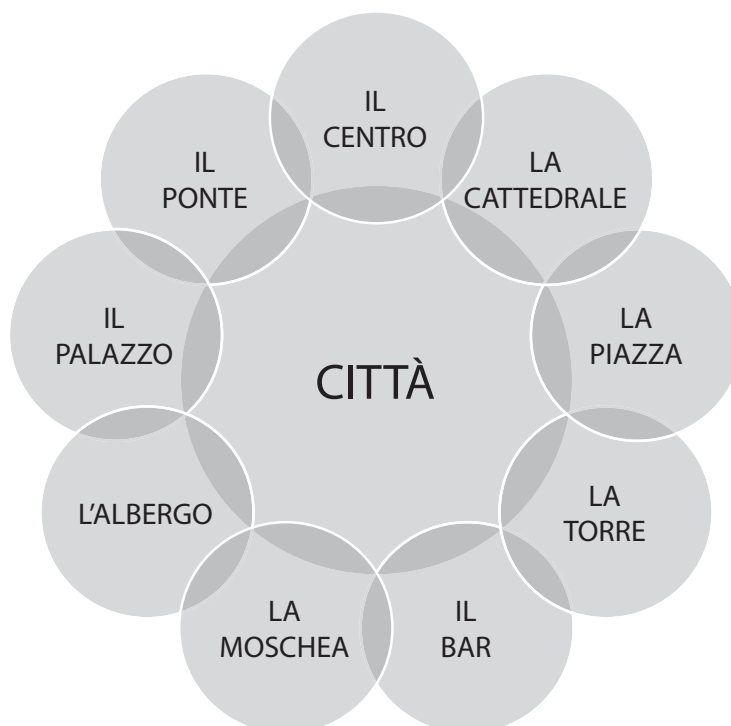 IL
CENTRO
LA
CATTEDRALE
LA
PIAZZA
LA
TORRE
IL
BAR
LA
MOSCHEA
L'ALBERGO
IL
PALAZZO
IL
PONTE
CITTÀ